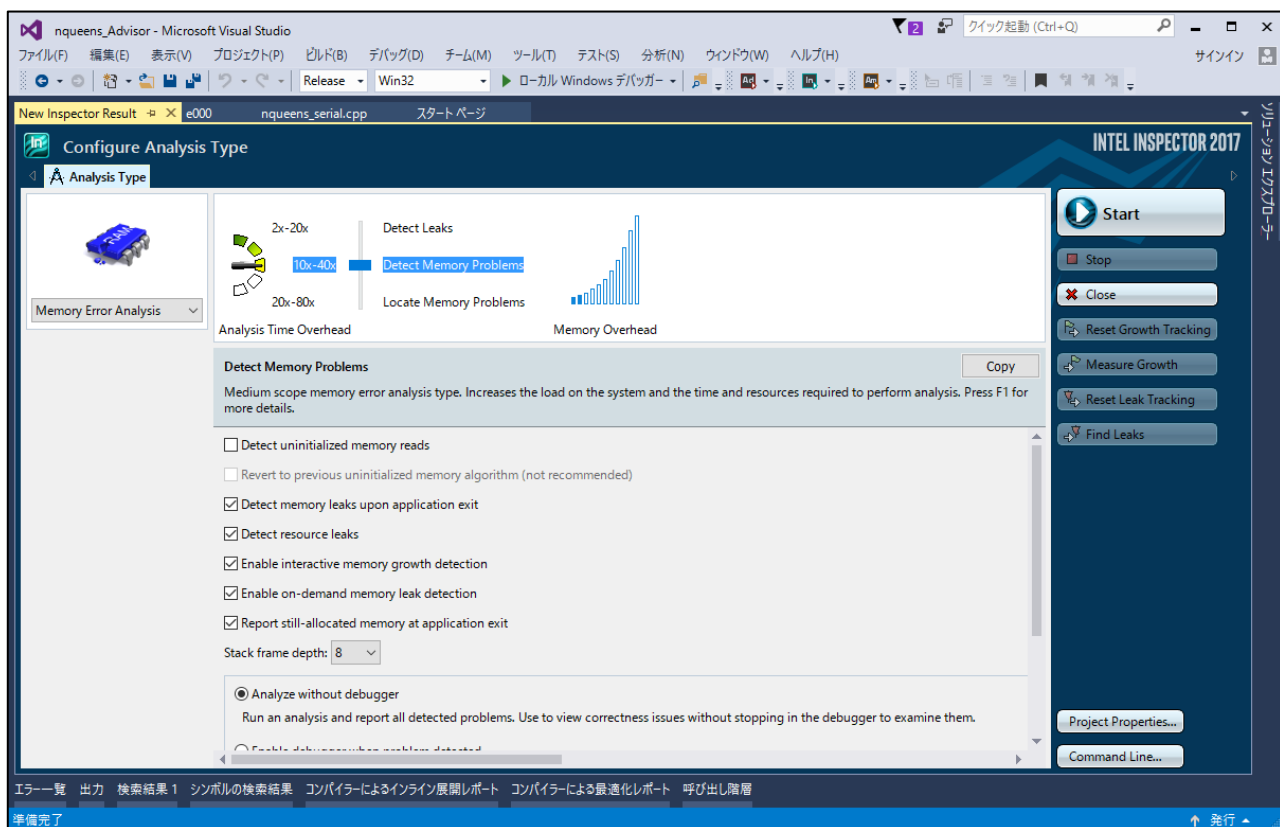 nqueens_Advisor - Microsoft Visual Studio
2
クイック起動 (Ctrl+Q)
ファイル(F) 編集(E) 表示(V) プロジェクト(P) ビルド(B) デバッグ(D) チーム(M) ツール(T) テスト(S) 分析(N) ウィンドウ(W) ヘルプ(H)
サインイン
Release Win32 ローカル Windows デバッガー
New Inspector Result e000 nqueens_serial.cpp スタート ページ
ソリューション エクスプローラー
Configure Analysis Type
INTEL INSPECTOR 2017
Analysis Type
RAM
Memory Error Analysis
2x-20x Detect Leaks
10x-40x Detect Memory Problems
20x-80x Locate Memory Problems
Analysis Time Overhead Memory Overhead
Detect Memory Problems
Copy
Medium scope memory error analysis type. Increases the load on the system and the time and resources required to perform analysis. Press F1 for
more details.
Detect uninitialized memory reads
Revert to previous uninitialized memory algorithm (not recommended)
Detect memory leaks upon application exit
Detect resource leaks
Enable interactive memory growth detection
Enable on-demand memory leak detection
Report still-allocated memory at application exit
Stack frame depth: 8
Analyze without debugger
Run an analysis and report all detected problems. Use to view correctness issues without stopping in the debugger to examine them.
Enable debugger when problem detected
Start
Stop
Close
Reset Growth Tracking
Measure Growth
Reset Leak Tracking
Find Leaks
Project Properties...
Command Line...
エラー一覧 出力 検索結果 1 シンボルの検索結果 コンパイラーによるインライン展開レポート コンパイラーによる最適化レポート 呼び出し階層
準備完了
発行